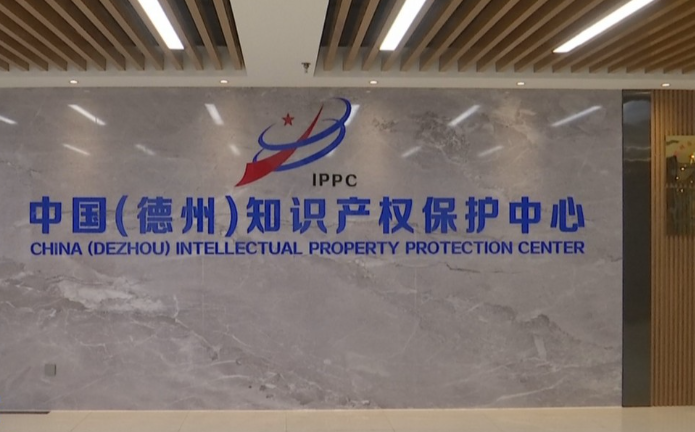 IPPC
中国(德州)知识产权保护中心
CHINA (DEZHOU) INTELLECTUAL PROPERTY PROTECTION CENTER